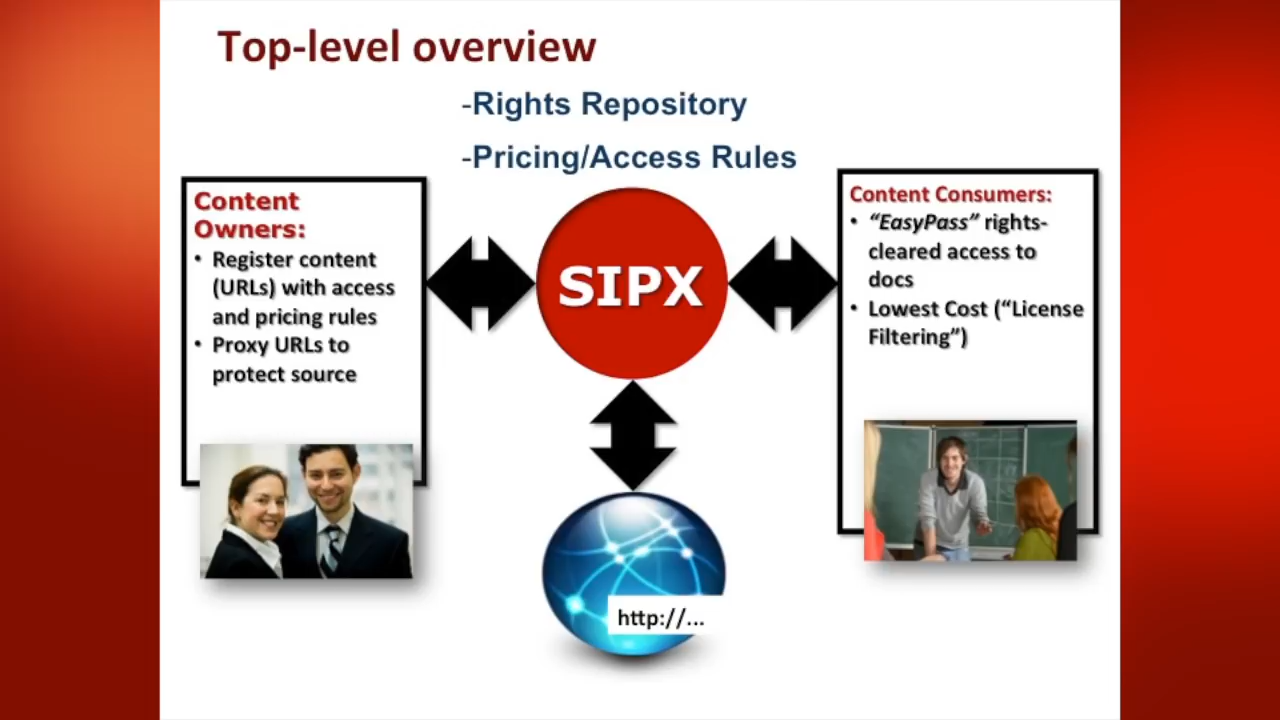 Top-level overview
-Rights Repository
-Pricing/Access Rules
Content
Owners:
• Register content
(URLs) with access
and pricing rules
• Proxy URLs to
protect source
SIPX
Content Consumers:
• “EasyPass” rights-
cleared access to
docs
• Lowest Cost (“License
Filtering”)
http://...